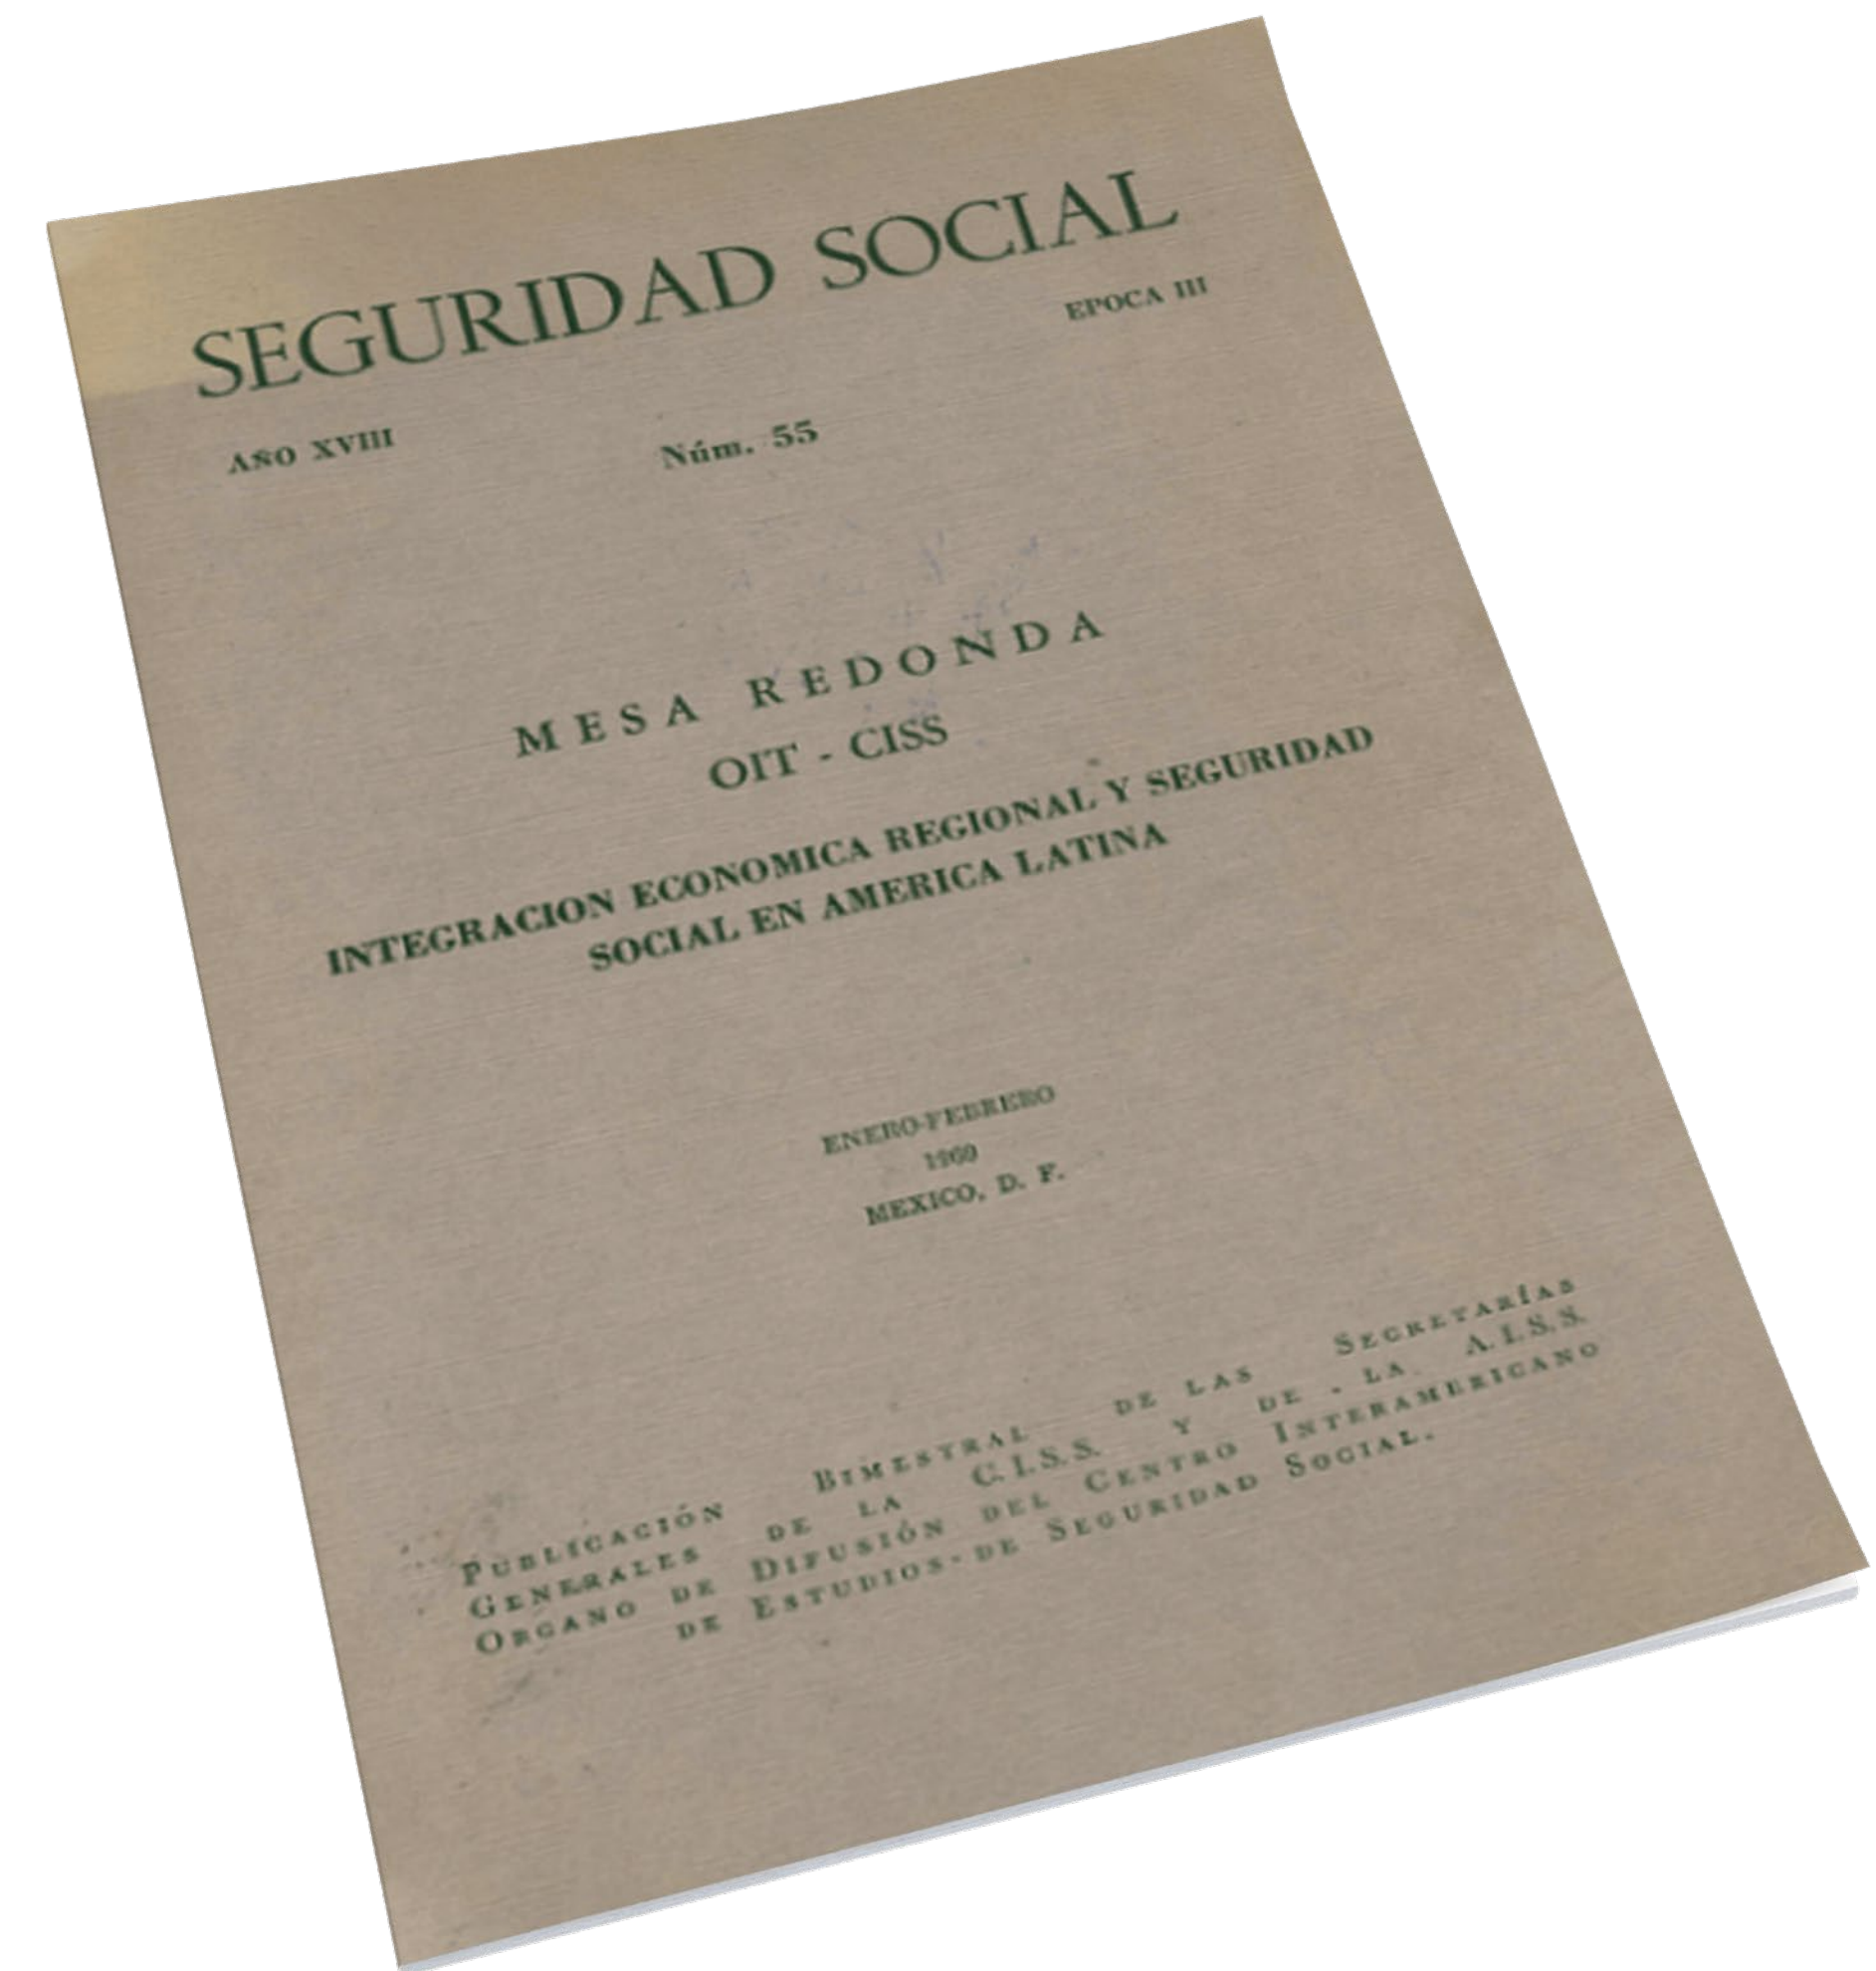 SEGURIDAD SOCIAL
AÑO XVIII Núm. 55 EPOCA III
MESA REDONDA
OIT - CISS
INTEGRACION ECONOMICA REGIONAL Y SEGURIDAD
SOCIAL EN AMERICA LATINA
ENERO-FEBRERO
MEXICO, D. F.
PUBLICACIÓN BIMESTRAL DE LAS SECRETARÍAS
GENERALES DE LA C.I.S.S. Y DE LA A.I.S.S.
ORGANO DE DIFUSIÓN DEL CENTRO INTERAMERICANO
DE ESTUDIOS DE SEGURIDAD SOCIAL.